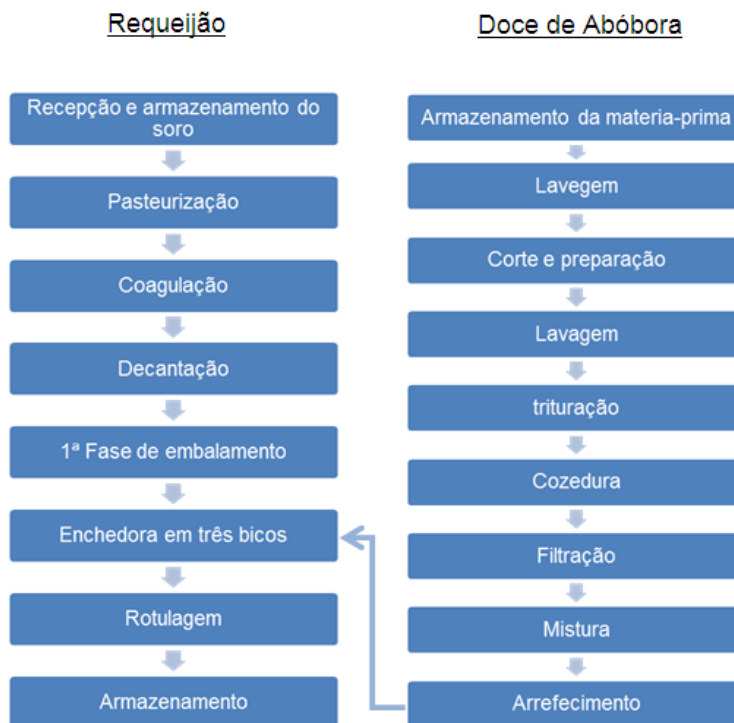 Requeijão
Recepção e armazenamento do
soro
Pasteurização
Coagulação
Decantação
1ª Fase de embalamento
Enchedora em três bicos
Rotulagem
Armazenamento
Doce de Abóbora
Armazenamento da materia-prima
Lavegem
Corte e preparação
Lavagem
trituração
Cozedura
Filtração
Mistura
Arrefecimento